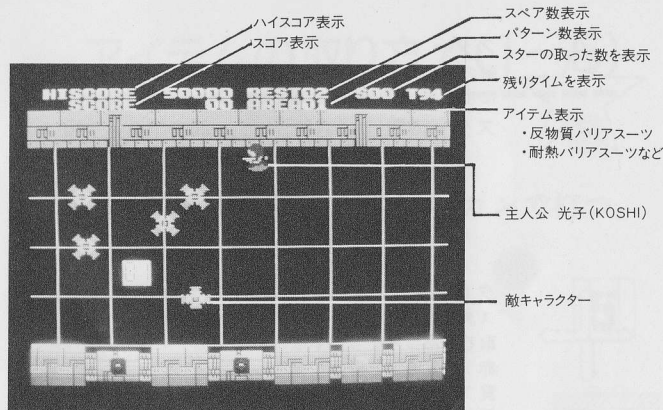 ハイスコア表示
スコア表示
スペア数表示
パターン数表示
スターの取った数を表示
残りタイムを表示
アイテム表示
・反物質バリアスーツ
・耐熱バリアスーツなど
主人公 光子(KOSHI)
敵キャラクター
HISCORE 50000 REST02 S00 T94
SCORE 00 AREA01